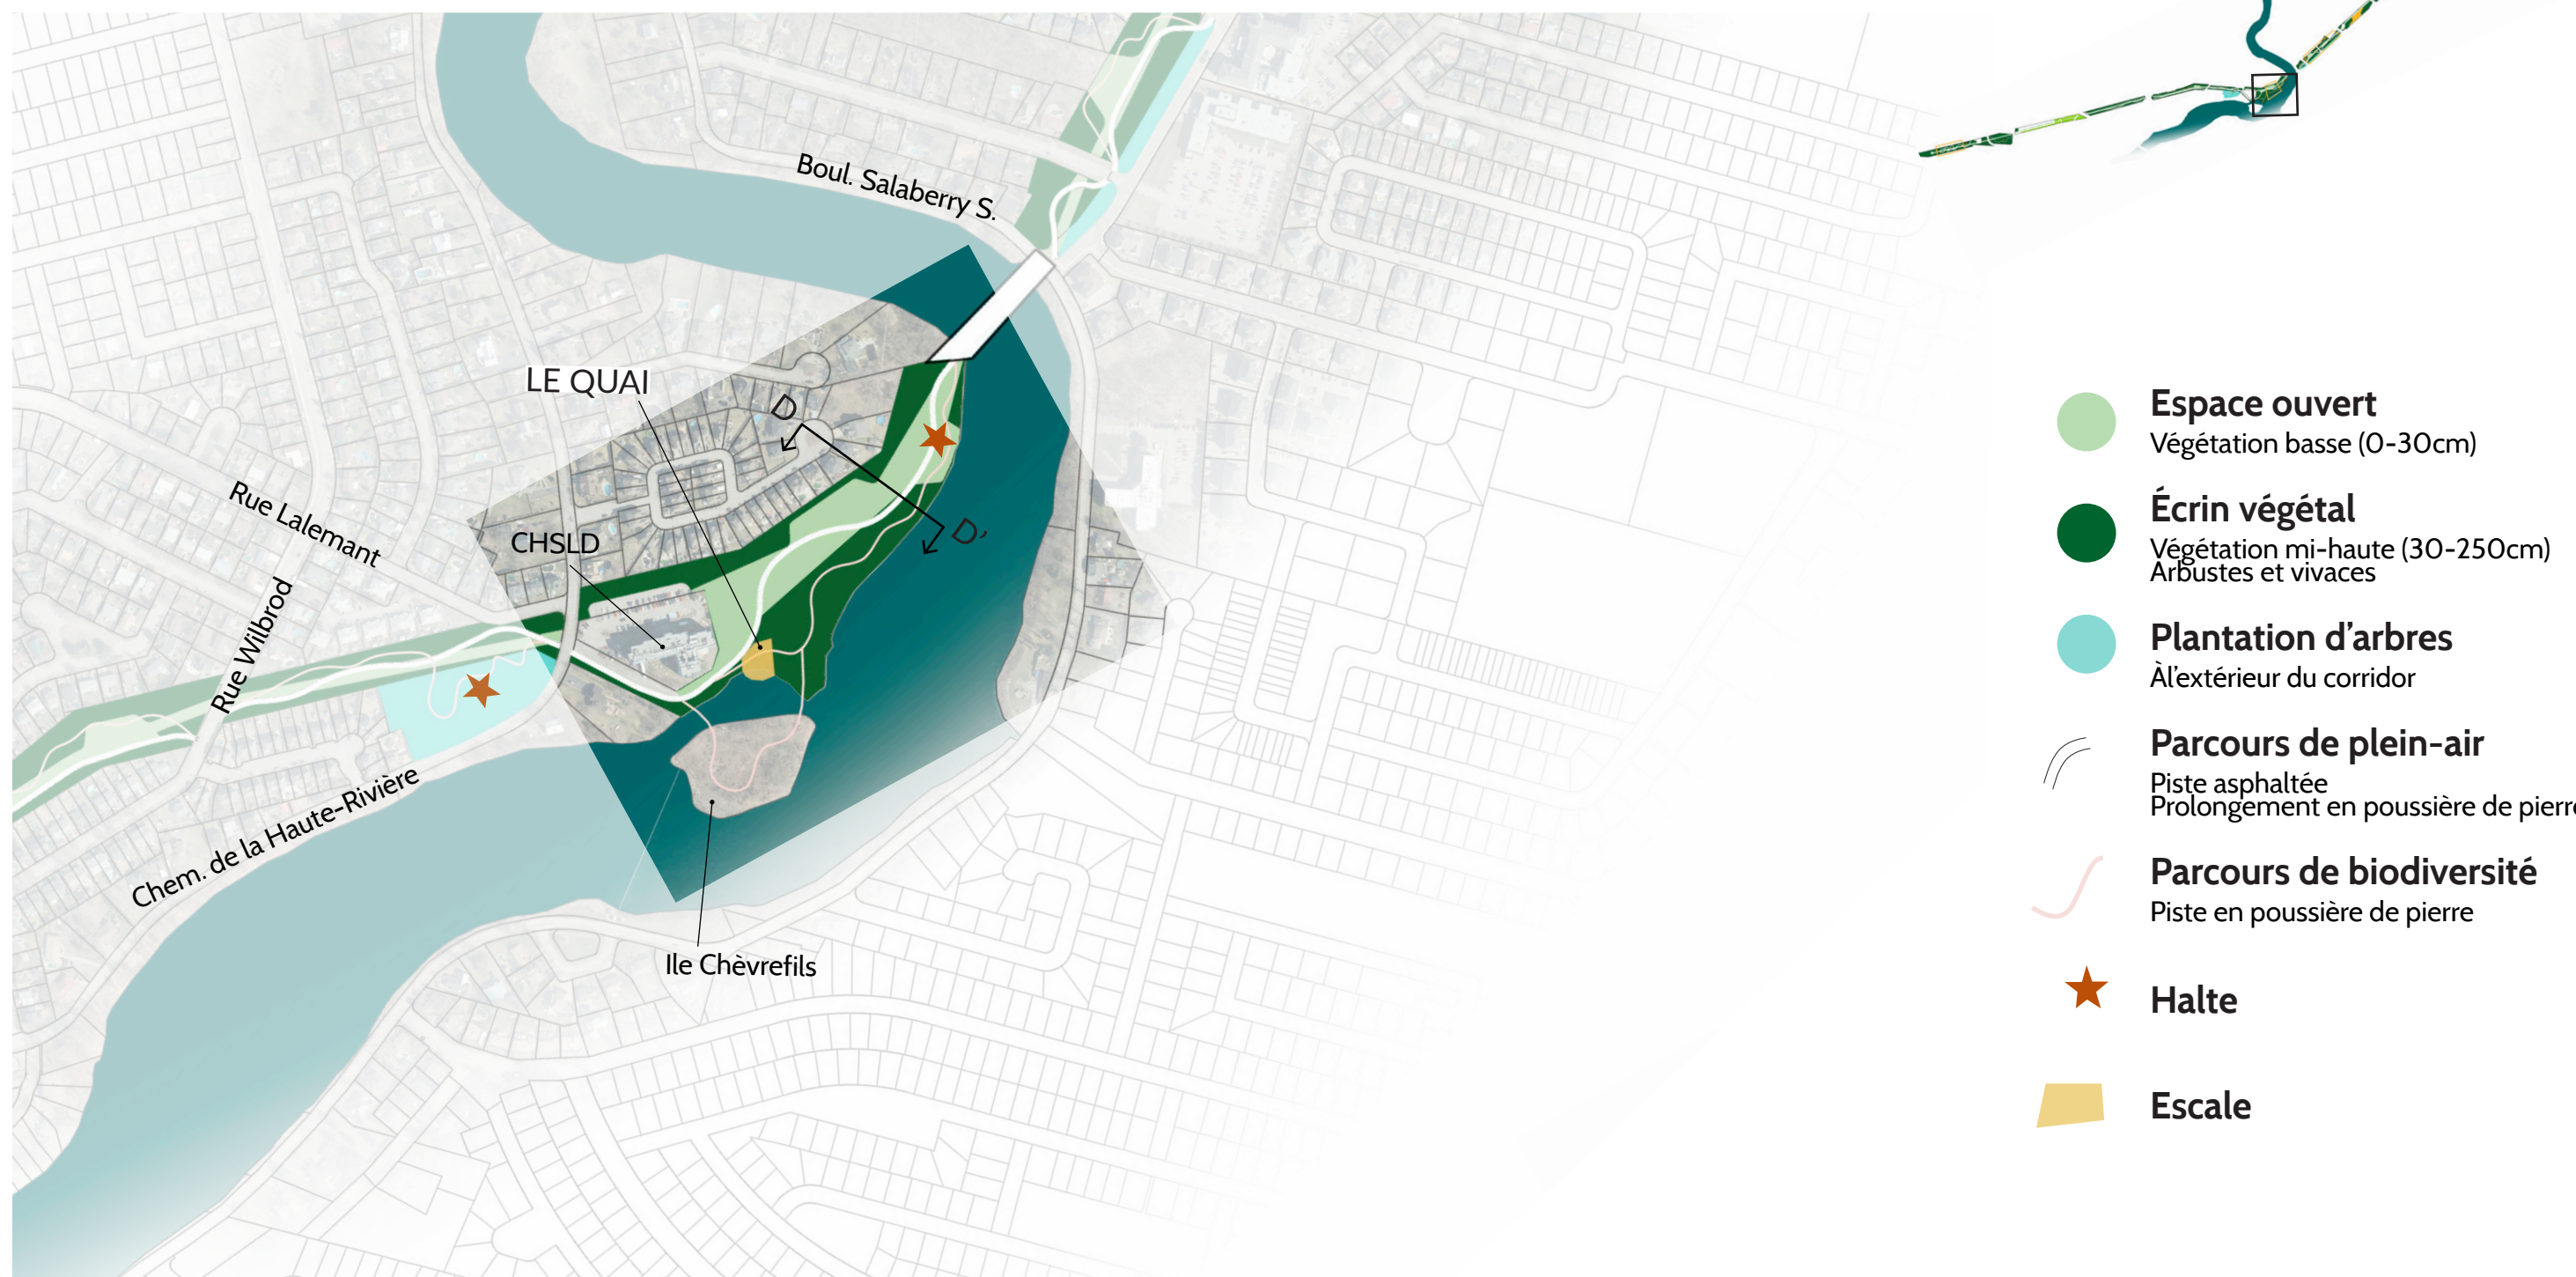 Boul. Salaberry S.
LE QUAI
D
D'
Rue Lalemant
CHSLD
Rue Wilbrod
Chem. de la Haute-Rivière
Ile Chèvrefils
Espace ouvert
Végétation basse (0-30cm)
Écrin végétal
Végétation mi-haute (30-250cm)
Arbustes et vivaces
Plantation d'arbres
Àl'extérieur du corridor
Parcours de plein-air
Piste asphaltée
Prolongement en poussière de pierre
Parcours de biodiversité
Piste en poussière de pierre
Halte
Escale